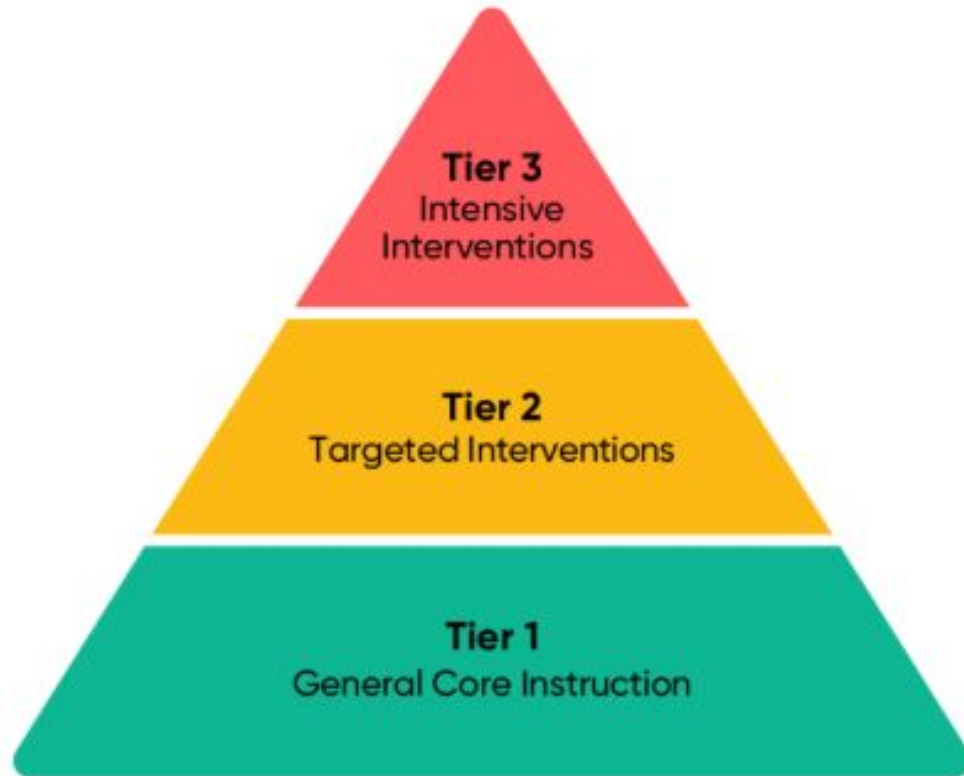 Tier 3
Intensive
Interventions
Tier 2
Targeted Interventions
Tier 1
General Core Instruction